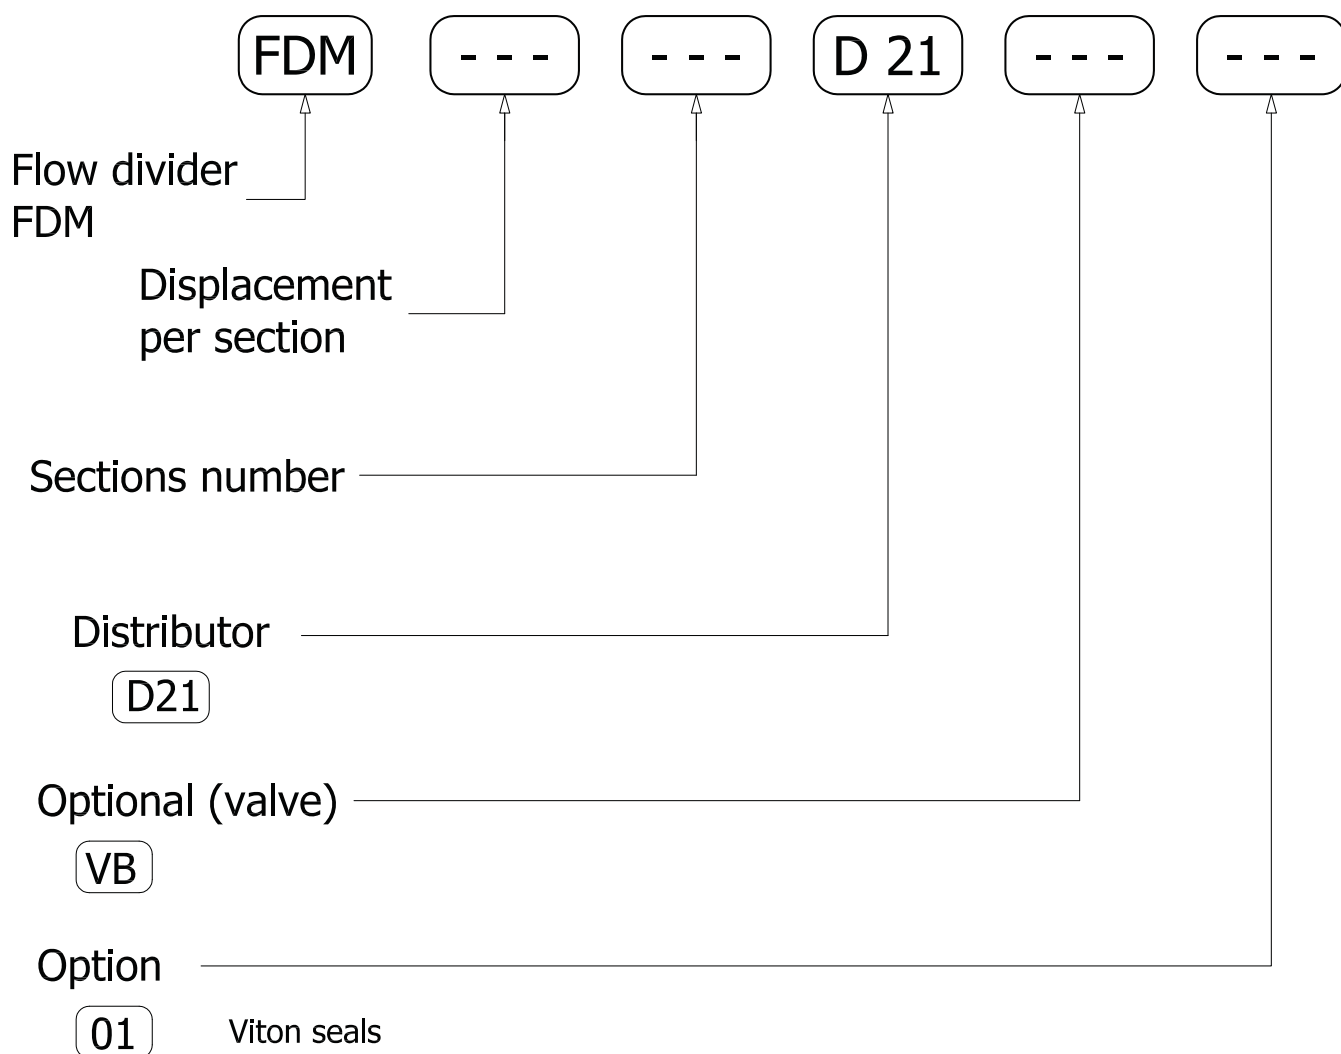 FDM - - - - - - D 21 - - - - - -
Flow divider
FDM
Displacement
per section
Sections number
Distributor
D21
Optional (valve)
VB
Option
01 Viton seals